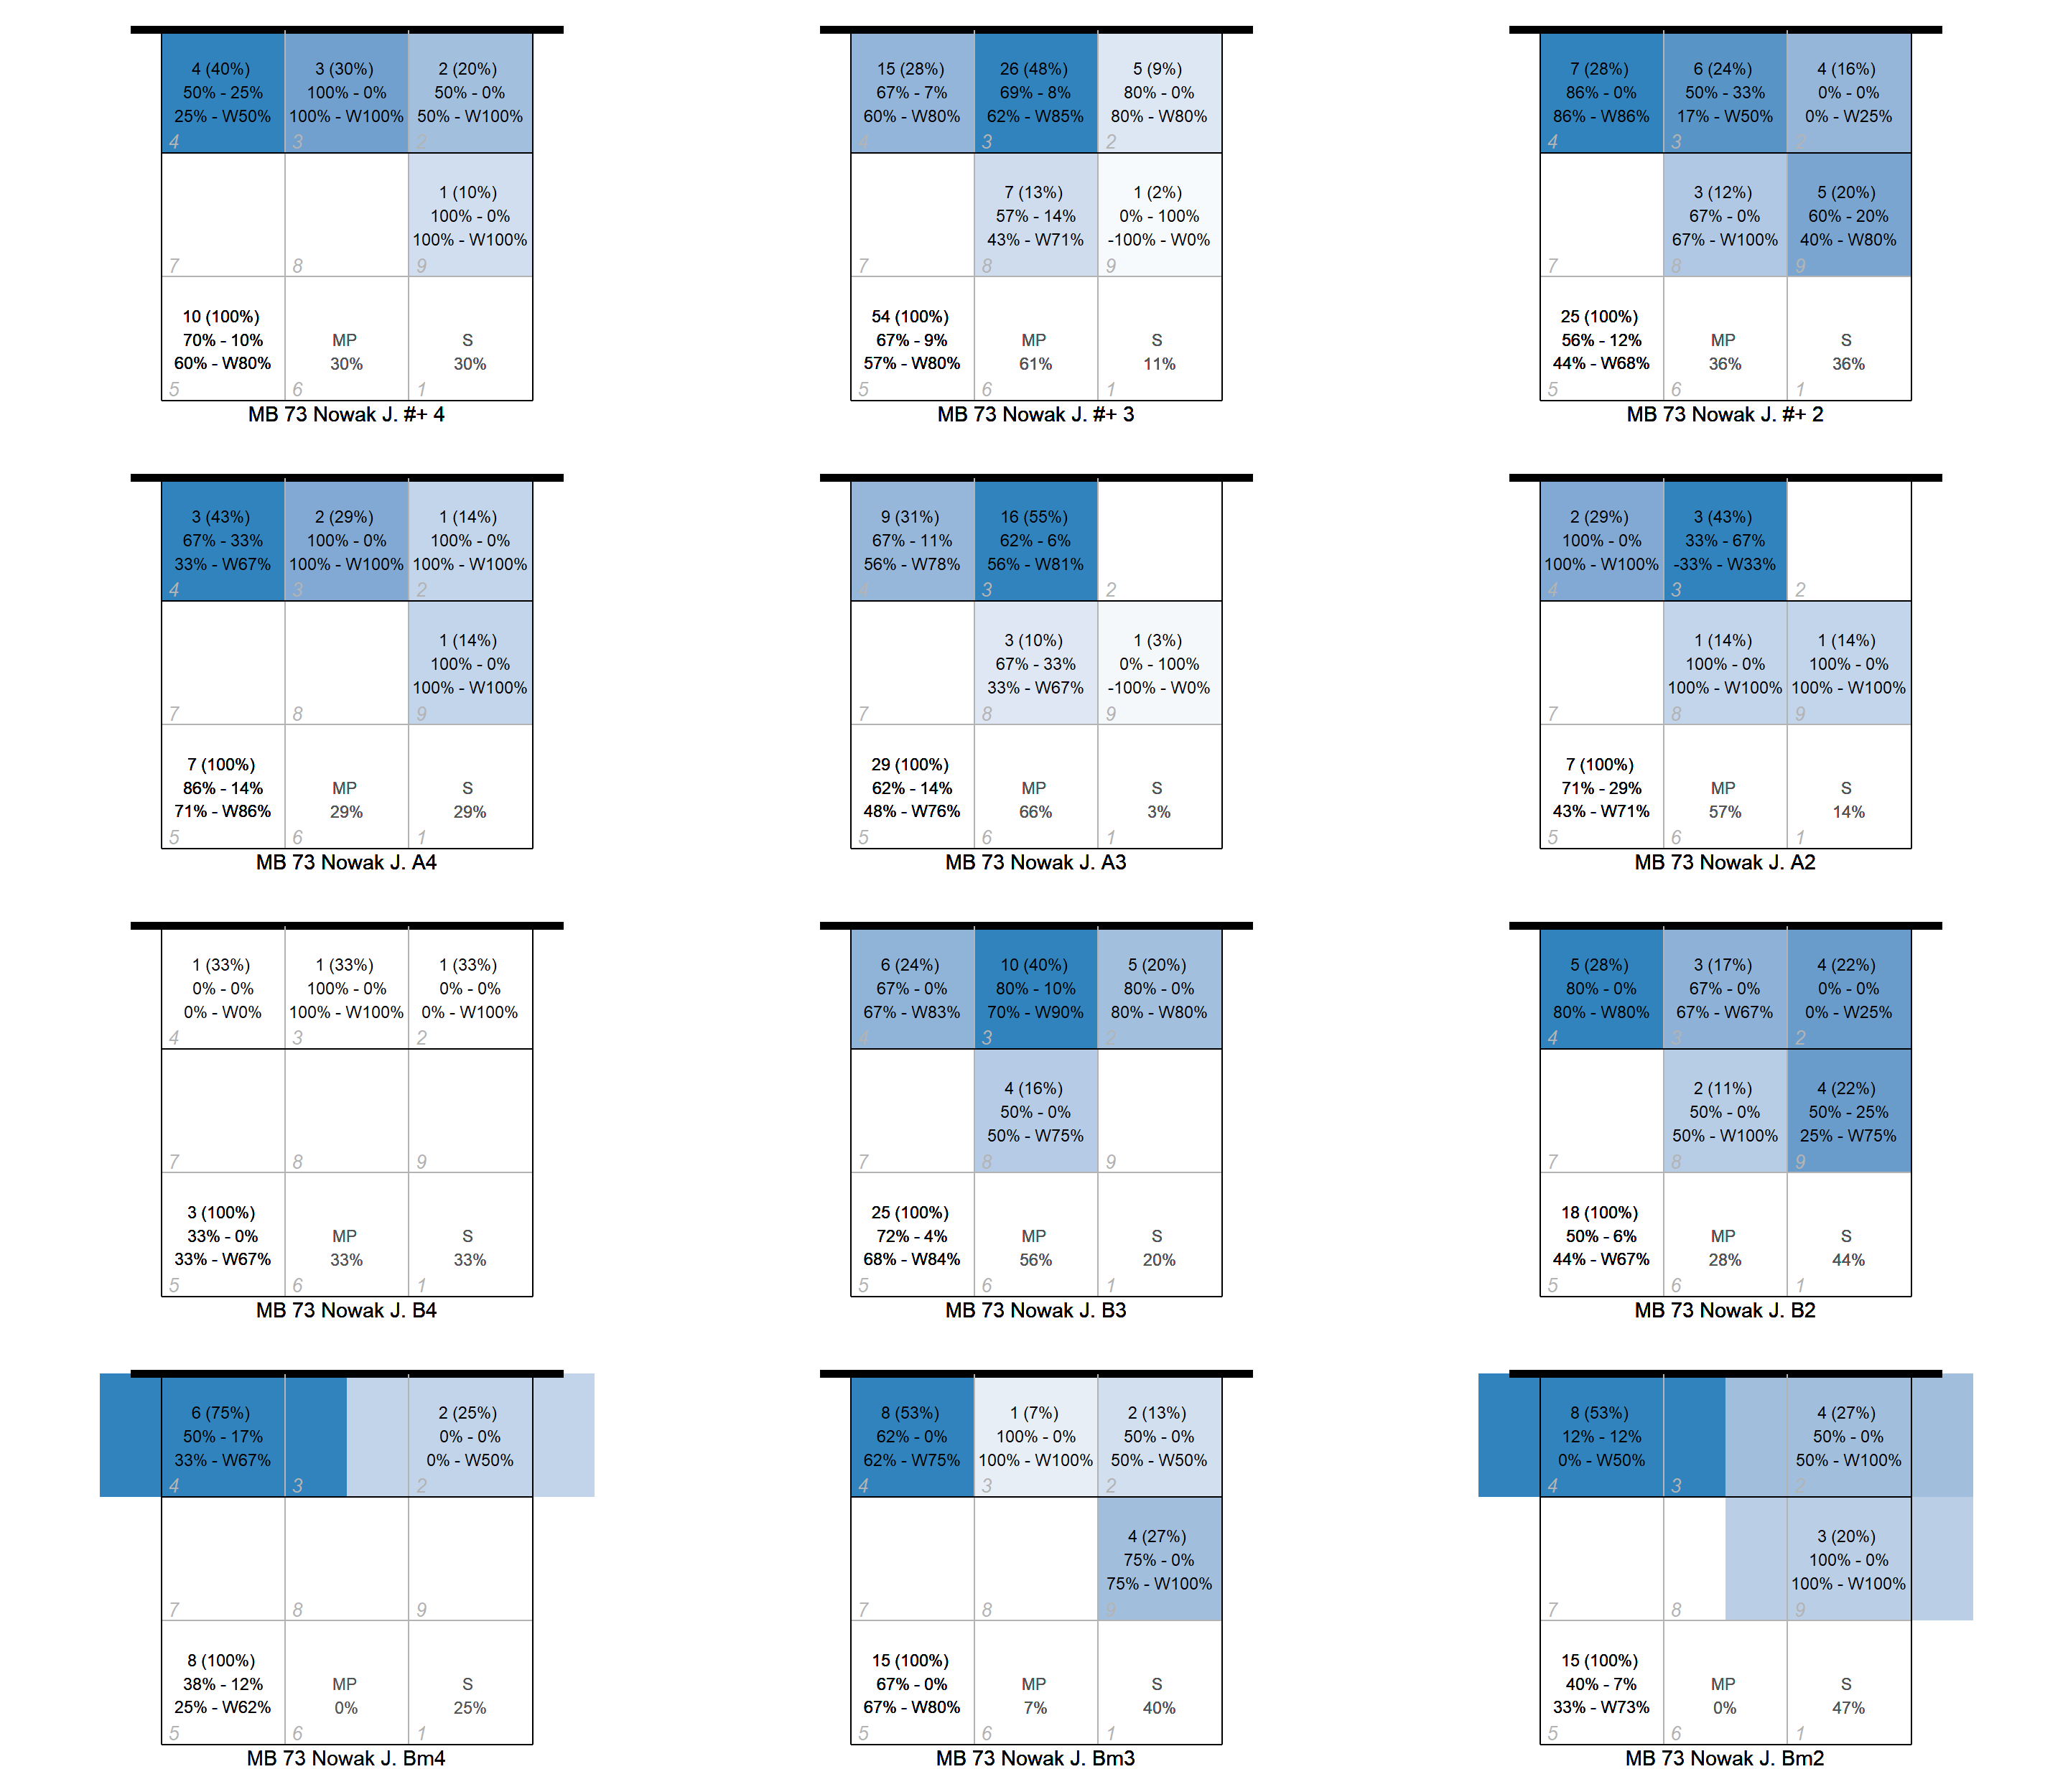 4 (40%)
50% - 25%
25% - W50%
4
3 (30%)
100% - 0%
100% - W100%
3
2 (20%)
50% - 0%
50% - W100%
2
7
8
1 (10%)
100% - 0%
100% - W100%
9
10 (100%)
70% - 10%
60% - W80%
5
MP
30%
6
S
30%
1
MB 73 Nowak J. #+ 4
15 (28%)
67% - 7%
60% - W80%
4
26 (48%)
69% - 8%
62% - W85%
3
5 (9%)
80% - 0%
80% - W80%
2
7
7 (13%)
57% - 14%
43% - W71%
8
1 (2%)
0% - 100%
-100% - W0%
9
54 (100%)
67% - 9%
57% - W80%
5
MP
61%
6
S
11%
1
MB 73 Nowak J. #+ 3
7 (28%)
86% - 0%
86% - W86%
4
6 (24%)
50% - 33%
17% - W50%
3
4 (16%)
0% - 0%
0% - W25%
2
7
3 (12%)
67% - 0%
67% - W100%
8
5 (20%)
60% - 20%
40% - W80%
9
25 (100%)
56% - 12%
44% - W68%
5
MP
36%
6
S
36%
1
MB 73 Nowak J. #+ 2
3 (43%)
67% - 33%
33% - W67%
4
2 (29%)
100% - 0%
100% - W100%
3
1 (14%)
100% - 0%
100% - W100%
2
7
8
1 (14%)
100% - 0%
100% - W100%
9
7 (100%)
86% - 14%
71% - W86%
5
MP
29%
6
S
29%
1
MB 73 Nowak J. A4
9 (31%)
67% - 11%
56% - W78%
4
16 (55%)
62% - 6%
56% - W81%
3
2
7
3 (10%)
67% - 33%
33% - W67%
8
1 (3%)
0% - 100%
-100% - W0%
9
29 (100%)
62% - 14%
48% - W76%
5
MP
66%
6
S
3%
1
MB 73 Nowak J. A3
2 (29%)
100% - 0%
100% - W100%
4
3 (43%)
33% - 67%
-33% - W33%
3
2
7
1 (14%)
100% - 0%
100% - W100%
8
1 (14%)
100% - 0%
100% - W100%
9
7 (100%)
71% - 29%
43% - W71%
5
MP
57%
6
S
14%
1
MB 73 Nowak J. A2
1 (33%)
0% - 0%
0% - W0%
4
1 (33%)
100% - 0%
100% - W100%
3
1 (33%)
0% - 0%
0% - W100%
2
7
8
9
3 (100%)
33% - 0%
33% - W67%
5
MP
33%
6
S
33%
1
MB 73 Nowak J. B4
6 (24%)
67% - 0%
67% - W83%
4
10 (40%)
80% - 10%
70% - W90%
3
5 (20%)
80% - 0%
80% - W80%
2
7
4 (16%)
50% - 0%
50% - W75%
8
9
25 (100%)
72% - 4%
68% - W84%
5
MP
56%
6
S
20%
1
MB 73 Nowak J. B3
5 (28%)
80% - 0%
80% - W80%
4
3 (17%)
67% - 0%
67% - W67%
3
4 (22%)
0% - 0%
0% - W25%
2
7
2 (11%)
50% - 0%
50% - W100%
8
4 (22%)
50% - 25%
25% - W75%
9
18 (100%)
50% - 6%
44% - W67%
5
MP
28%
6
S
44%
1
MB 73 Nowak J. B2
6 (75%)
50% - 17%
33% - W67%
4
3
2 (25%)
0% - 0%
0% - W50%
2
7
8
9
8 (100%)
38% - 12%
25% - W62%
5
MP
0%
6
S
25%
1
MB 73 Nowak J. Bm4
8 (53%)
62% - 0%
62% - W75%
4
1 (7%)
100% - 0%
100% - W100%
3
2 (13%)
50% - 0%
50% - W50%
2
7
8
4 (27%)
75% - 0%
75% - W100%
9
15 (100%)
67% - 0%
67% - W80%
5
MP
7%
6
S
40%
1
MB 73 Nowak J. Bm3
8 (53%)
12% - 12%
0% - W50%
4
3
4 (27%)
50% - 0%
50% - W100%
2
7
8
3 (20%)
100% - 0%
100% - W100%
9
15 (100%)
40% - 7%
33% - W73%
5
MP
0%
6
S
47%
1
MB 73 Nowak J. Bm2